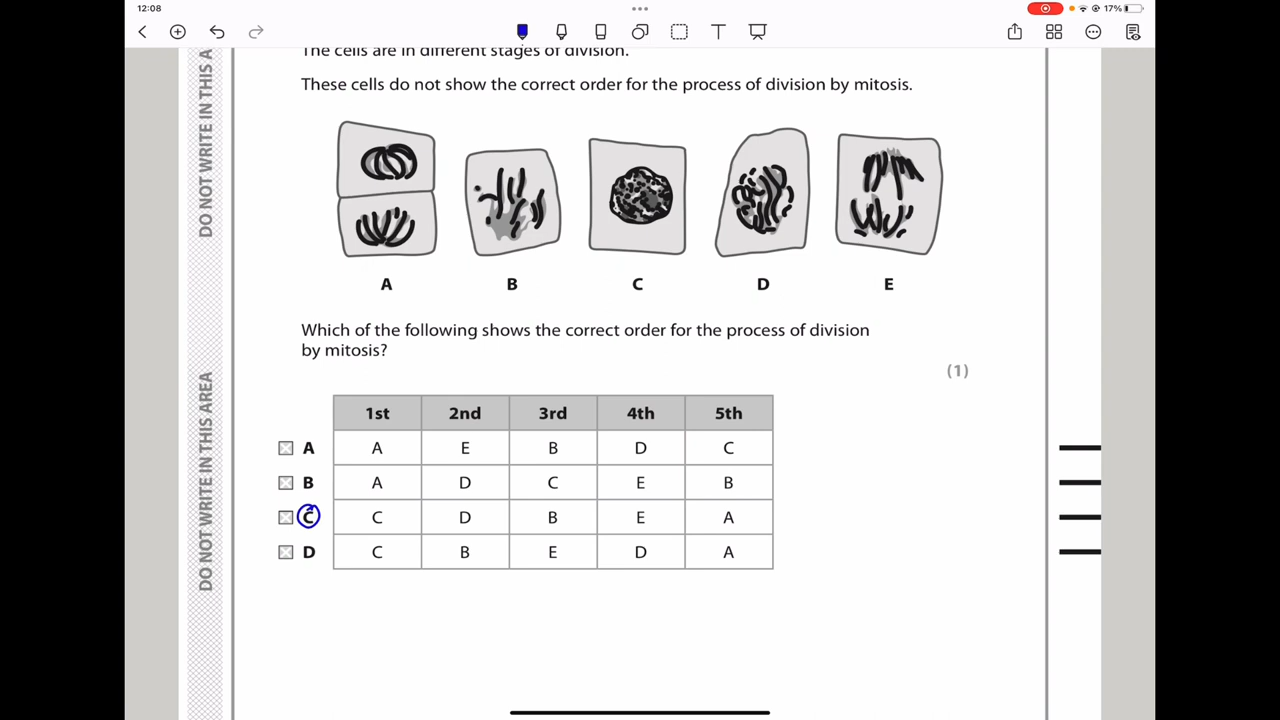 12:08
17%
The cells are in different stages of division.
These cells do not show the correct order for the process of division by mitosis.
A B C D E
Which of the following shows the correct order for the process of division
by mitosis?
(1)
1st 2nd 3rd 4th 5th
A A E B D C
B A D C E B
C C D B E A
D C B E D A
DO NOT WRITE IN THIS A
DO NOT WRITE IN THIS AREA